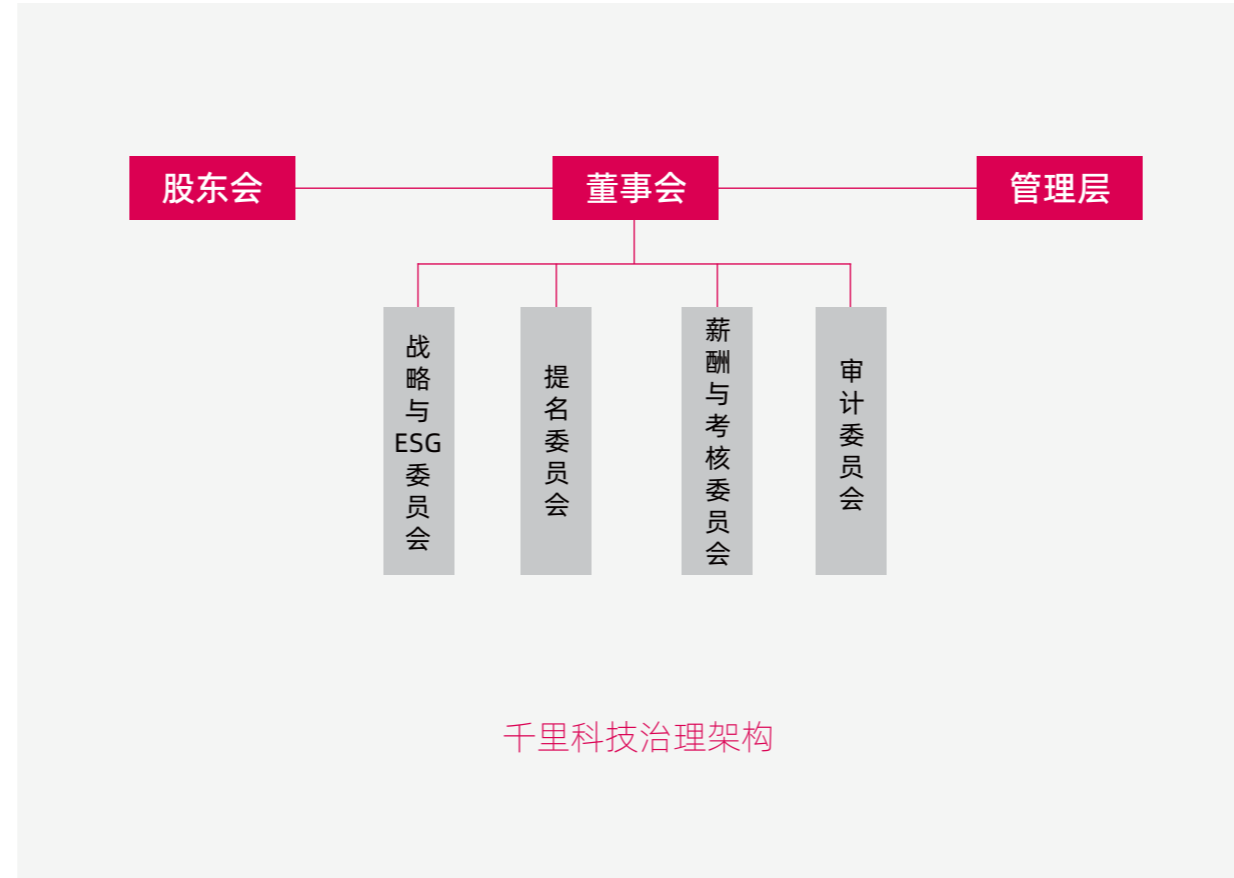 股东会
董事会
管理层
战略与ESG委员会
提名委员会
薪酬与考核委员会
审计委员会
千里科技治理架构